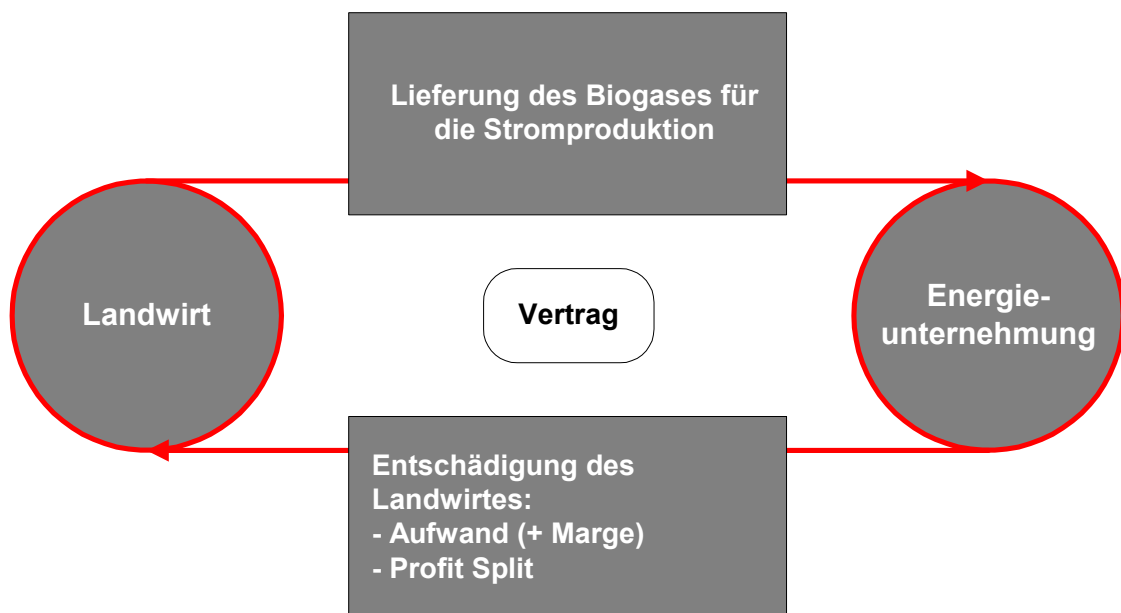 Lieferung des Biogases für
die Stromproduktion
Landwirt
Vertrag
Energie-
unternehmung
Entschädigung des
Landwirtes:
- Aufwand (+ Marge)
- Profit Split